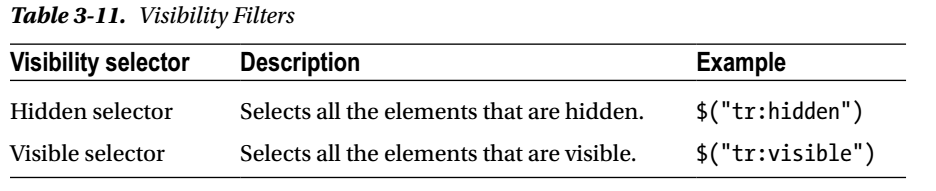 Table 3-11. Visibility Filters
Visibility selector Description Example
Hidden selector Selects all the elements that are hidden. $("tr:hidden")
Visible selector Selects all the elements that are visible. $("tr:visible")